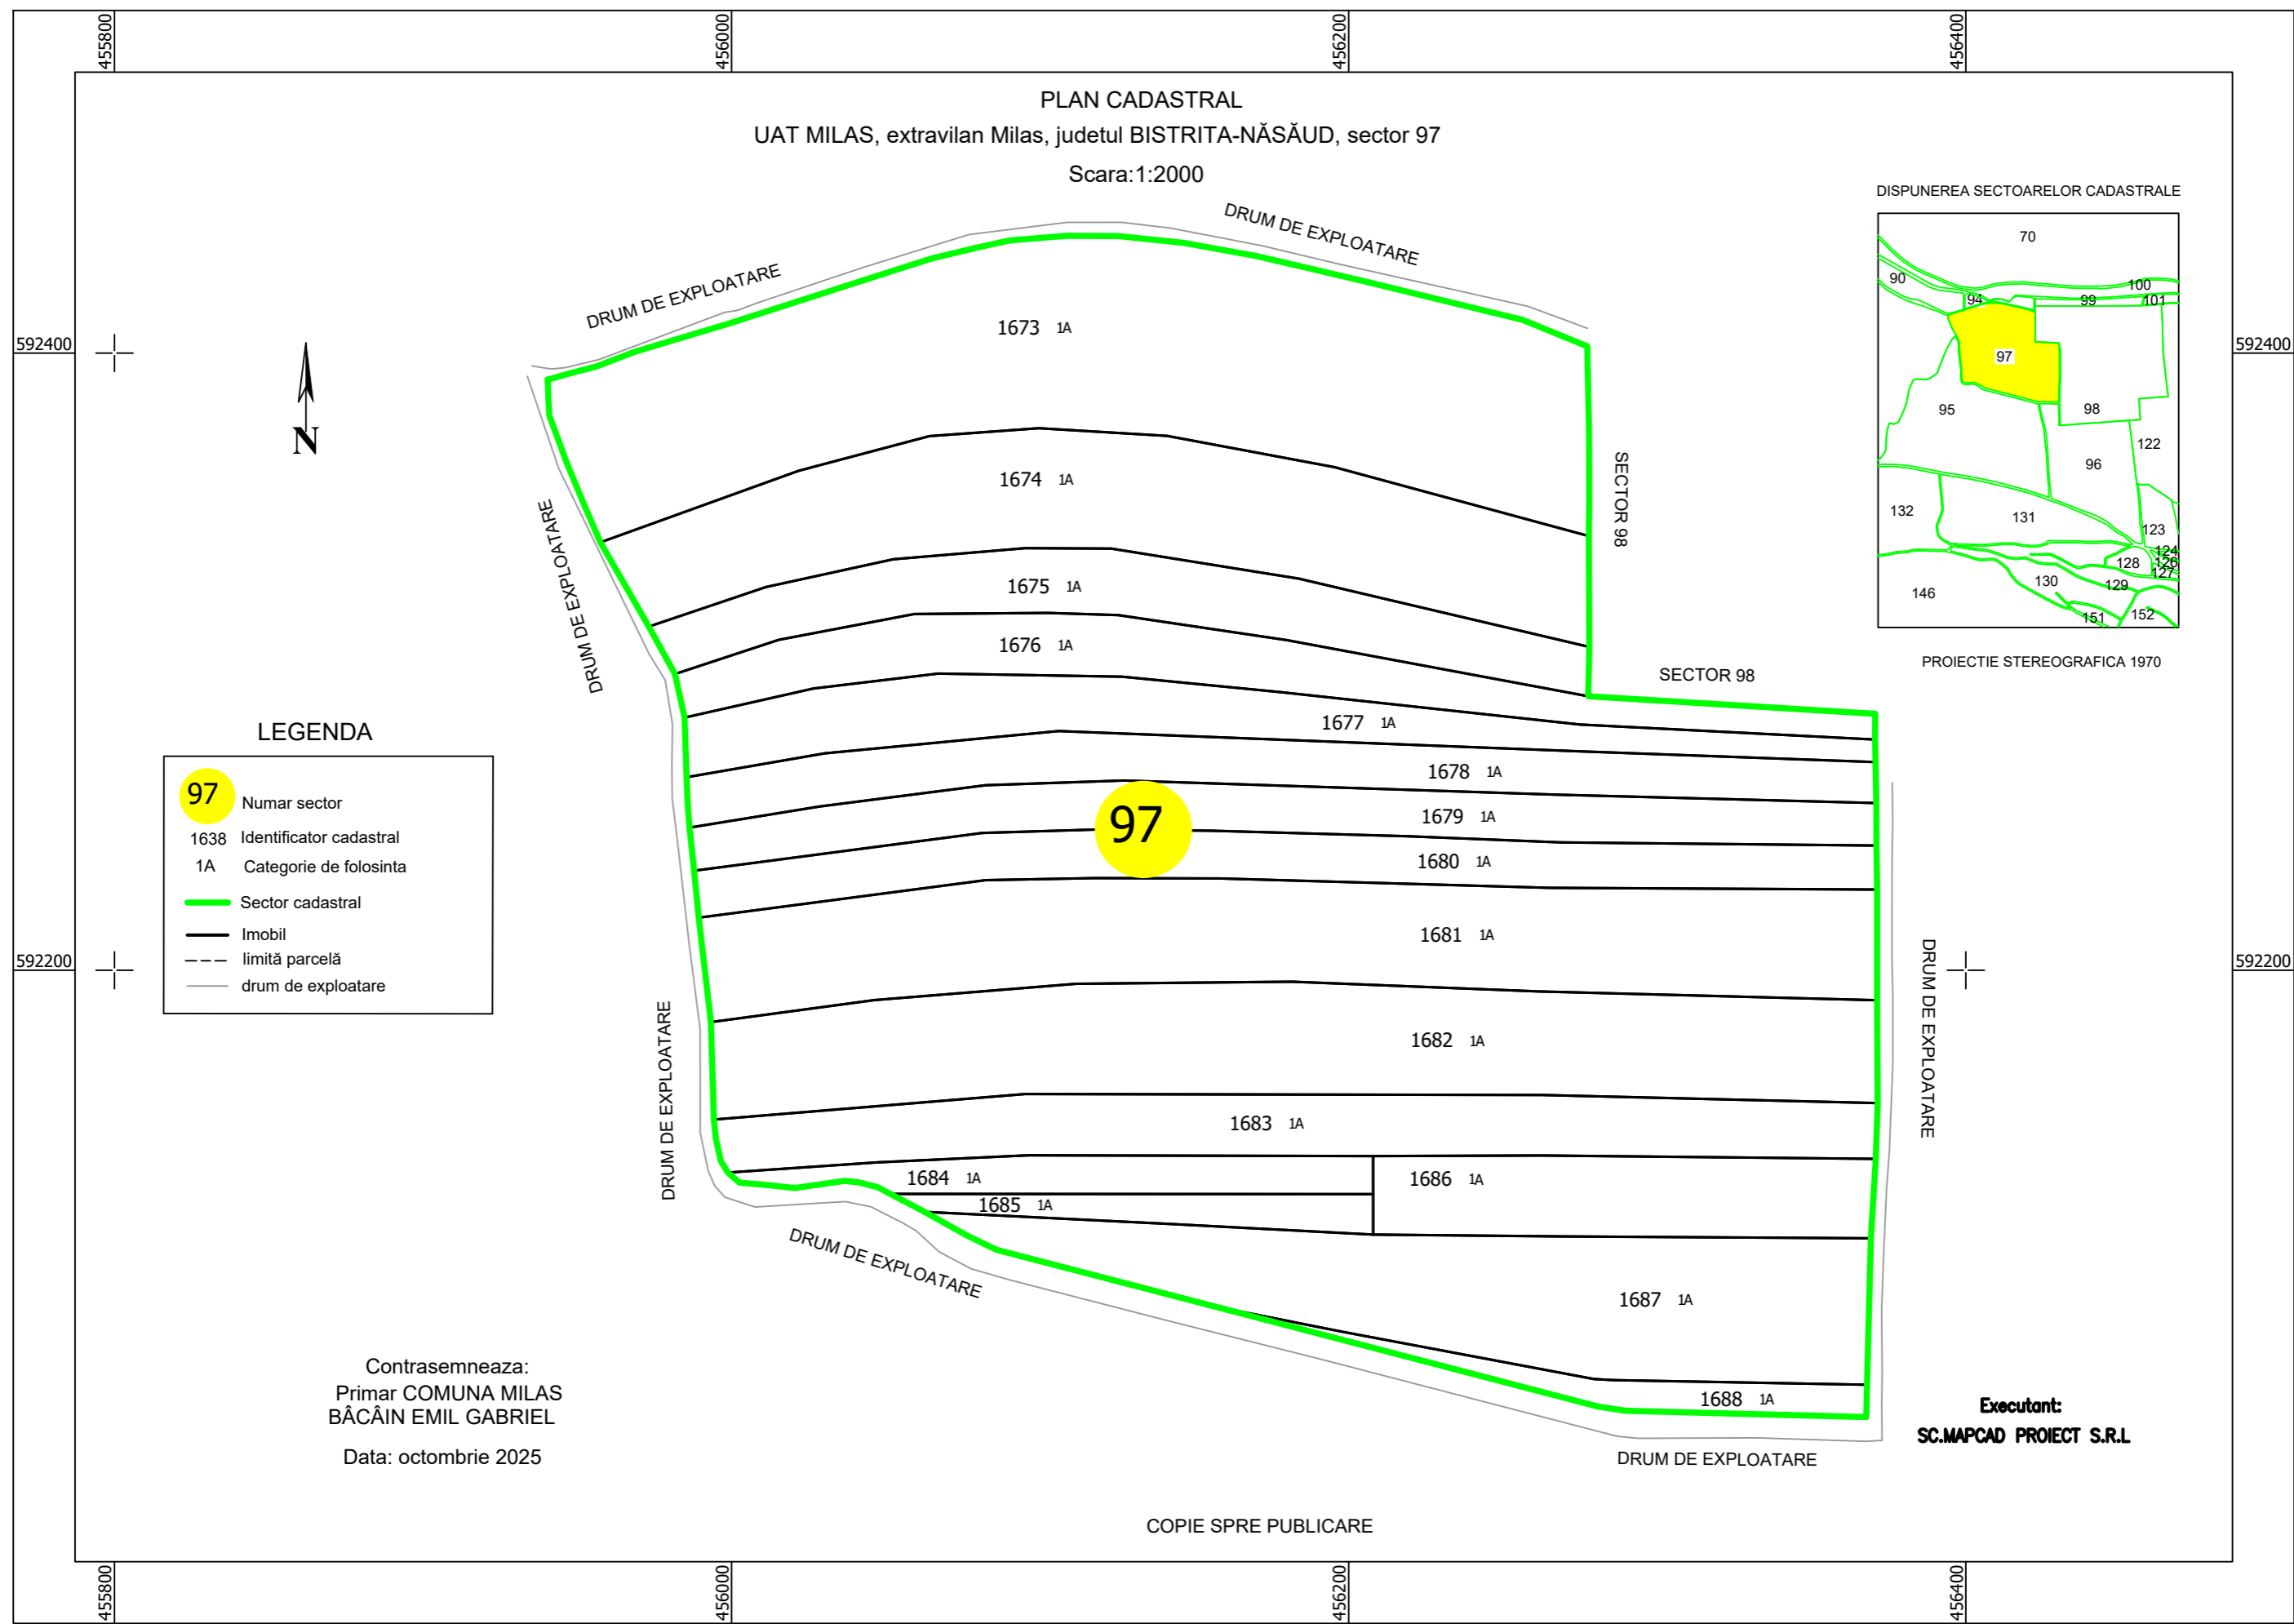 455800
456000
456200
456400
PLAN CADASTRAL
UAT MILAS, extravilan Milas, judetul BISTRITA-NĂSĂUD, sector 97
Scara:1:2000
DISPUNEREA SECTOARELOR CADASTRALE
70
90
100
94
99
101
97
95
98
122
96
132
131
123
124
128
126
127
130
129
146
151
152
PROIECTIE STEREOGRAFICA 1970
DRUM DE EXPLOATARE
DRUM DE EXPLOATARE
592400
592400
N
1673 1A
1674 1A
SECTOR 98
DRUM DE EXPLOATARE
1675 1A
1676 1A
SECTOR 98
1677 1A
1678 1A
97
1679 1A
1680 1A
1681 1A
1682 1A
1683 1A
1684 1A
1686 1A
1685 1A
1687 1A
1688 1A
LEGENDA
97 Numar sector
1638 Identificator cadastral
1A Categorie de folosinta
Sector cadastral
Imobil
limită parcelă
drum de exploatare
592200
592200
DRUM DE EXPLOATARE
DRUM DE EXPLOATARE
DRUM DE EXPLOATARE
DRUM DE EXPLOATARE
Contrasemneaza:
Primar COMUNA MILAS
BÂCÂIN EMIL GABRIEL
Data: octombrie 2025
Executant:
SC.MAPCAD PROIECT S.R.L
COPIE SPRE PUBLICARE
455800
456000
456200
456400